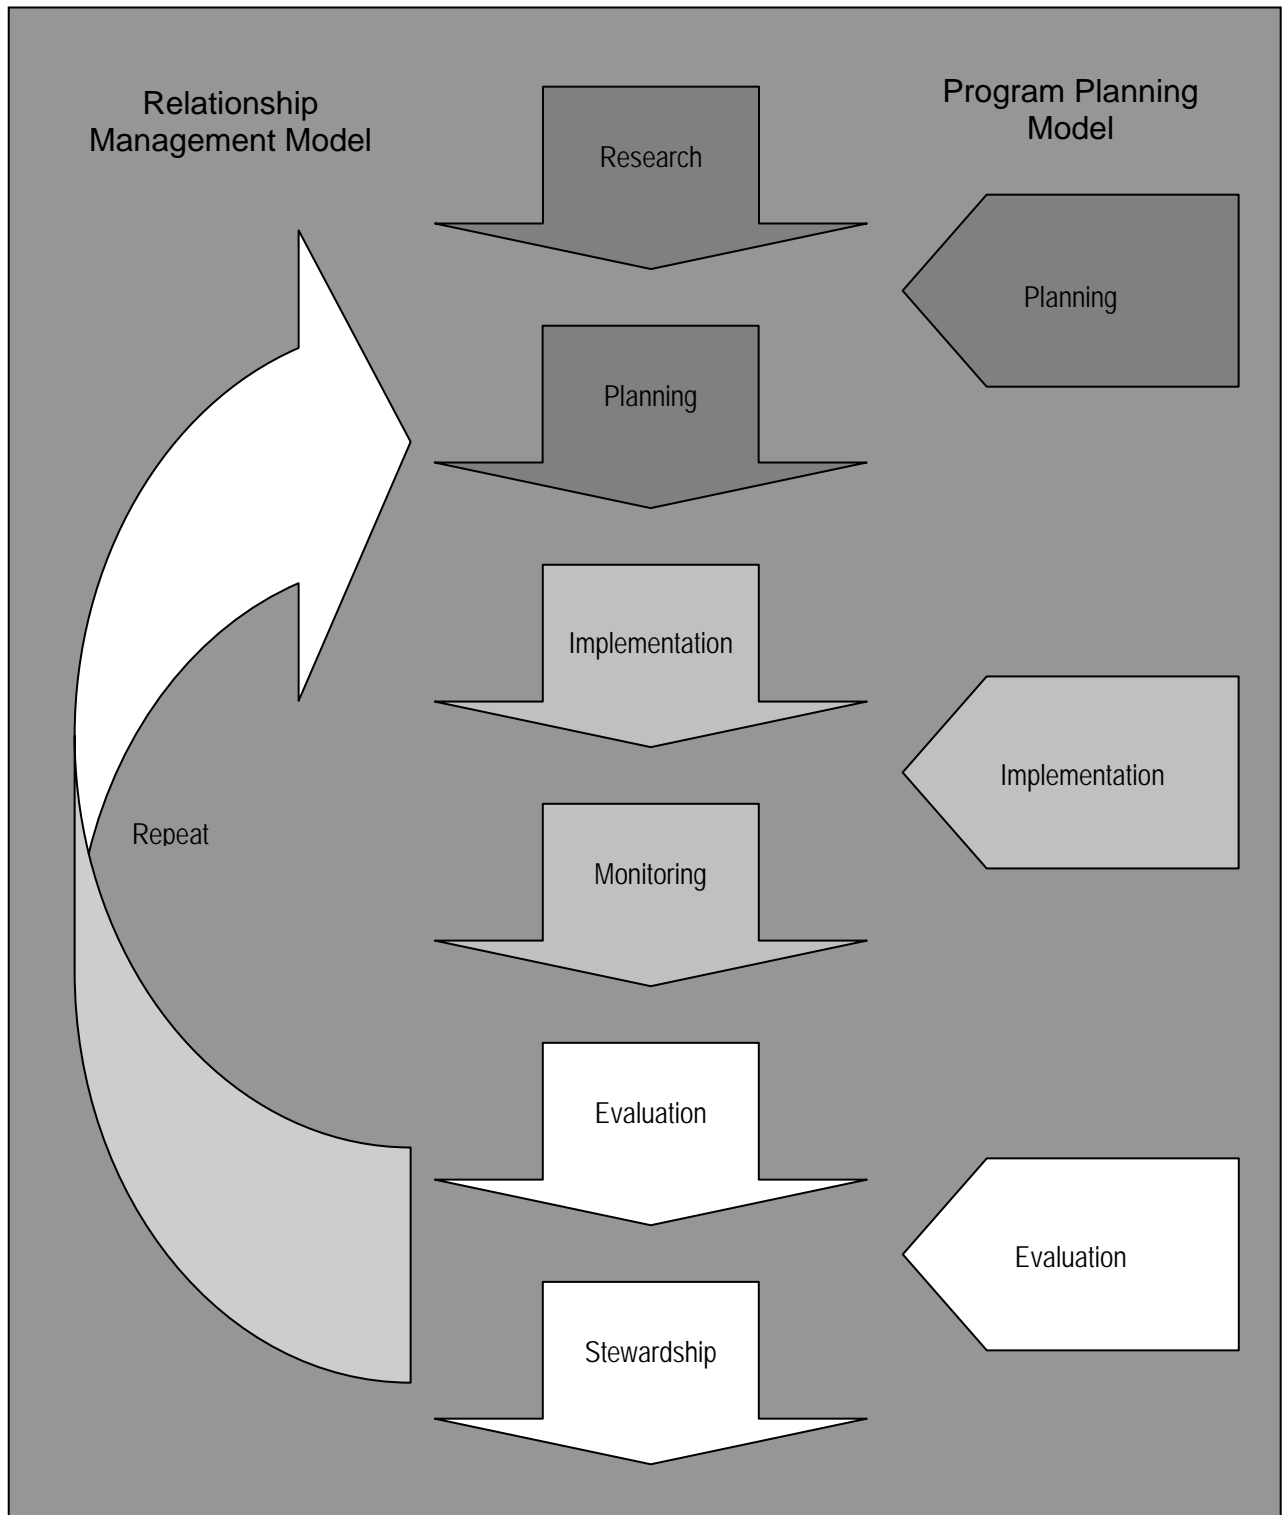 Relationship
Management Model
Program Planning
Model
Research
Planning
Planning
Implementation
Implementation
Repeat
Monitoring
Evaluation
Evaluation
Stewardship